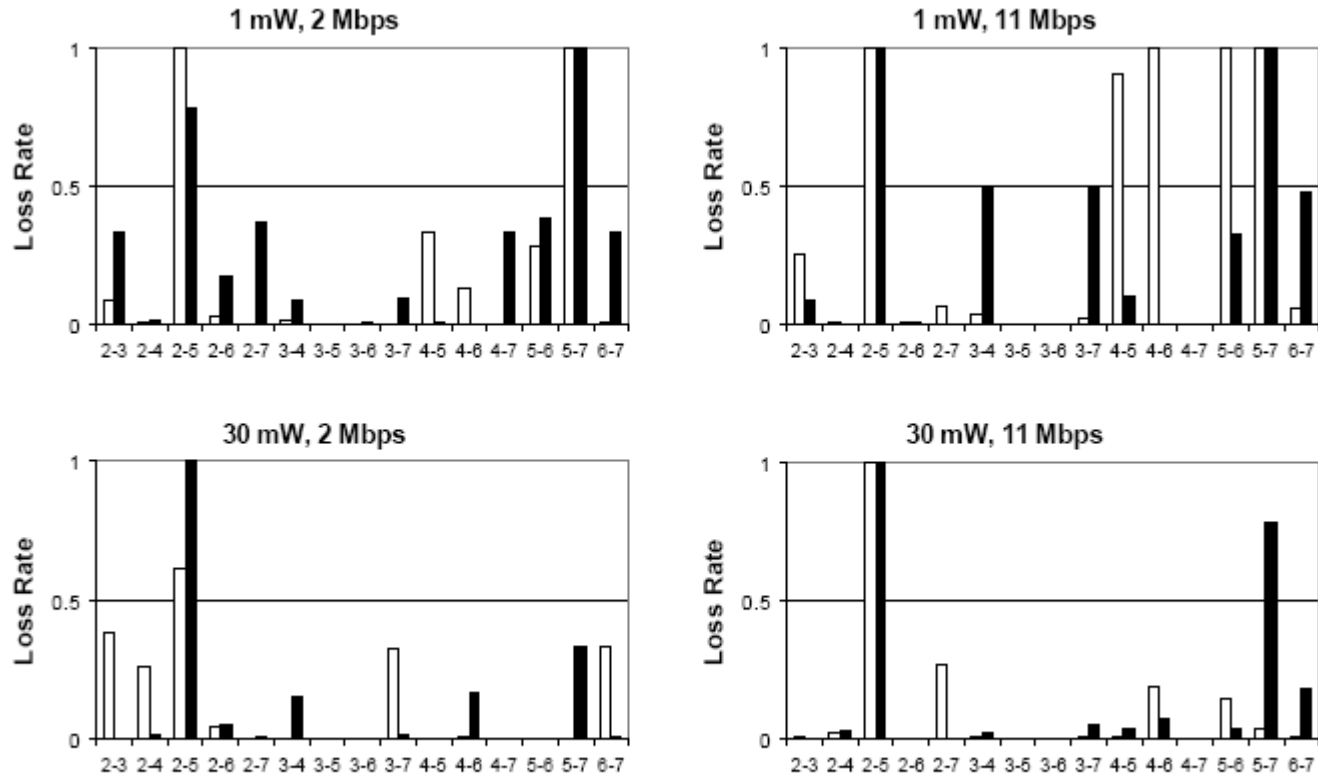 1 mW, 2 Mbps
Loss Rate
1
0.5
0
2-3 2-4 2-5 2-6 2-7 3-4 3-5 3-6 3-7 4-5 4-6 4-7 5-6 5-7 6-7
1 mW, 11 Mbps
Loss Rate
1
0.5
0
2-3 2-4 2-5 2-6 2-7 3-4 3-5 3-6 3-7 4-5 4-6 4-7 5-6 5-7 6-7
30 mW, 2 Mbps
Loss Rate
1
0.5
0
2-3 2-4 2-5 2-6 2-7 3-4 3-5 3-6 3-7 4-5 4-6 4-7 5-6 5-7 6-7
30 mW, 11 Mbps
Loss Rate
1
0.5
0
2-3 2-4 2-5 2-6 2-7 3-4 3-5 3-6 3-7 4-5 4-6 4-7 5-6 5-7 6-7